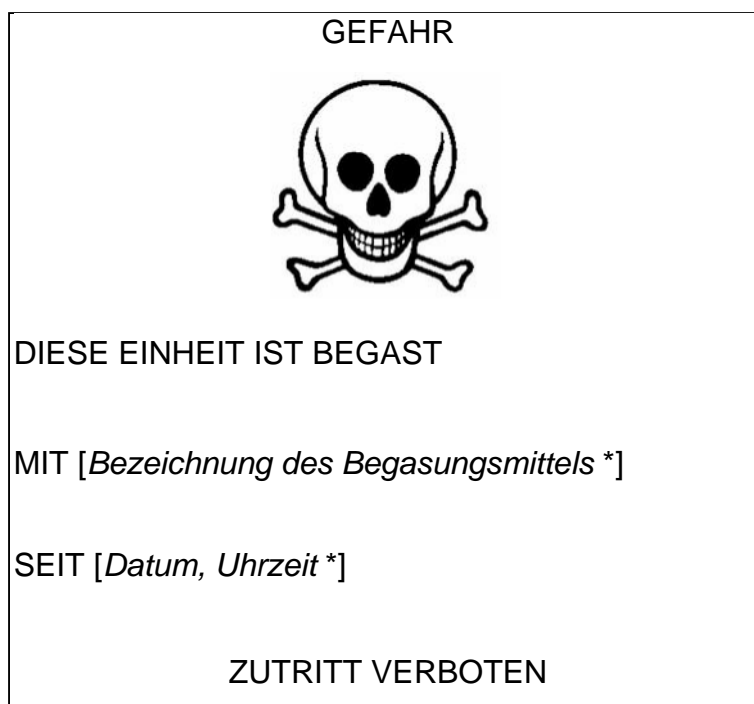 GEFAHR
DIESE EINHEIT IST BEGAST
MIT [Bezeichnung des Begasungsmittels *]
SEIT [Datum, Uhrzeit *]
ZUTRITT VERBOTEN